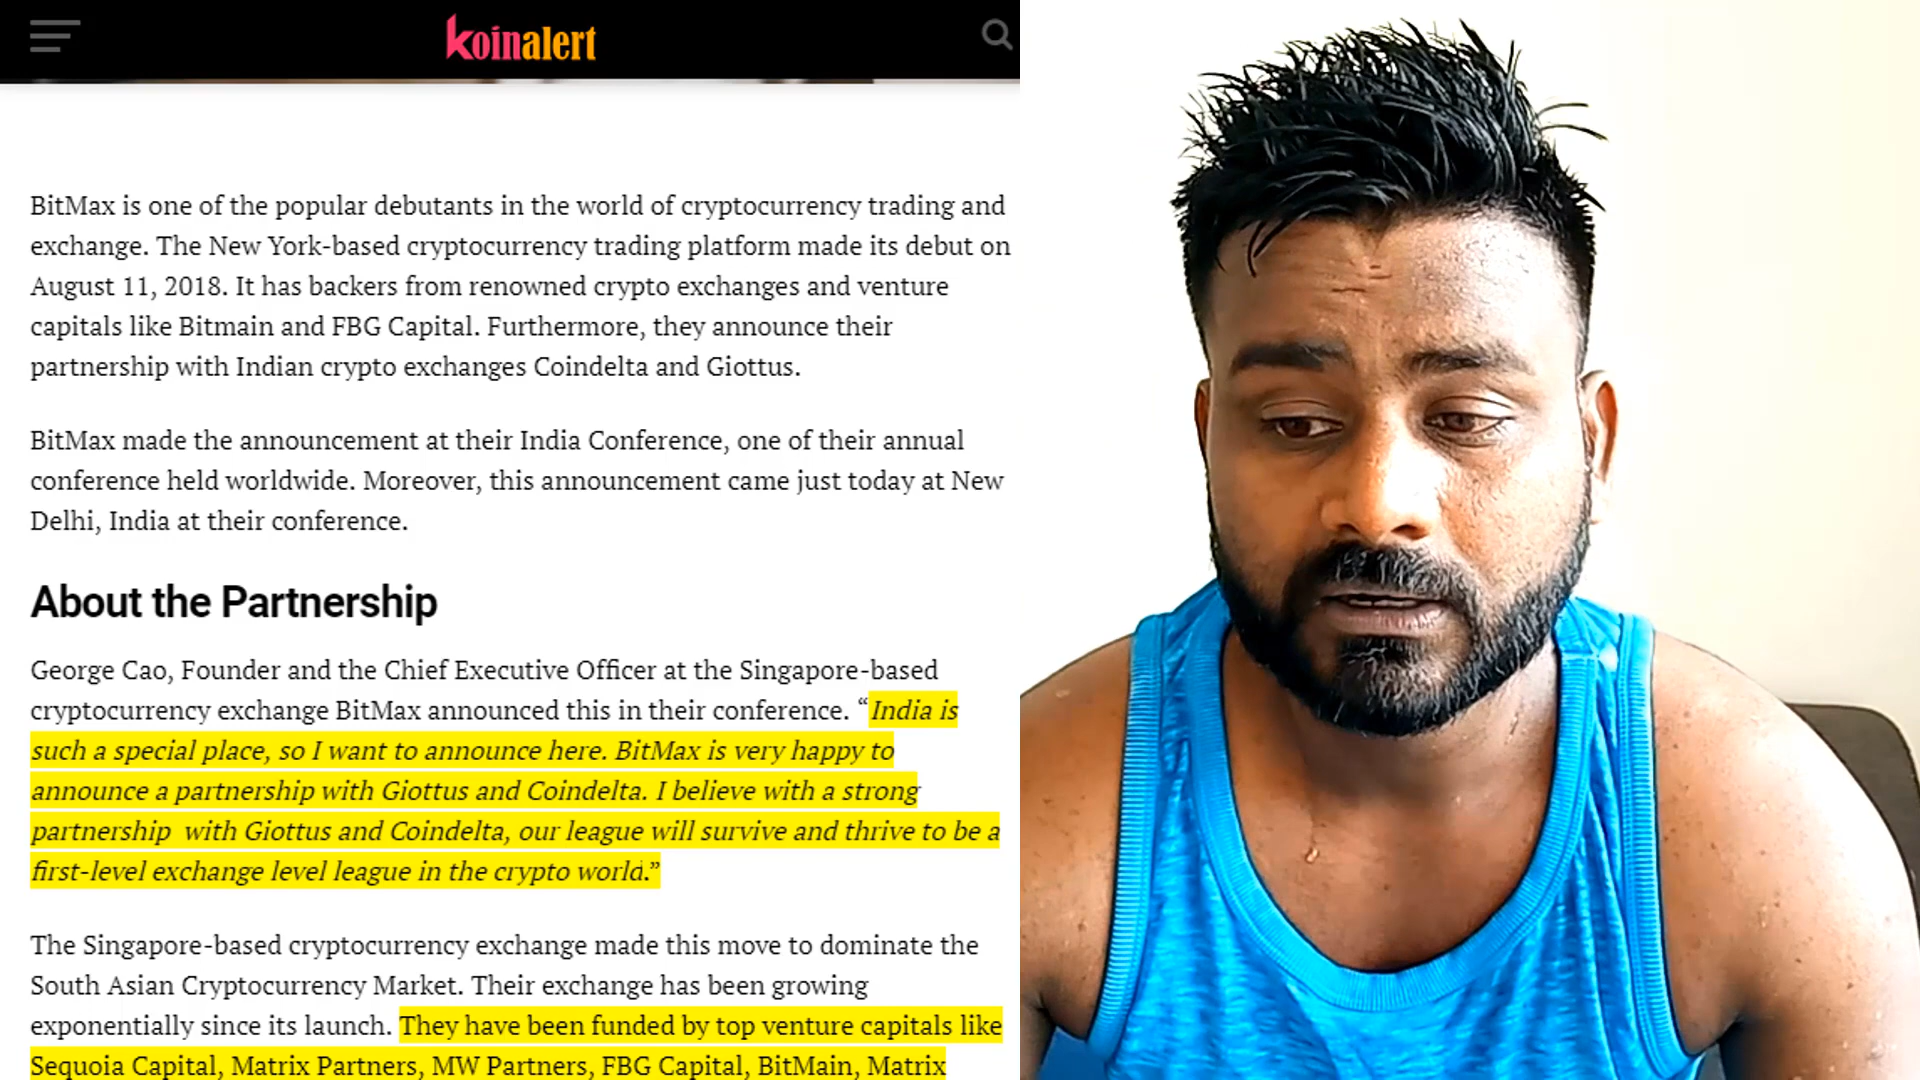 koinalert
BitMax is one of the popular debutants in the world of cryptocurrency trading and
exchange. The New York-based cryptocurrency trading platform made its debut on
August 11, 2018. It has backers from renowned crypto exchanges and venture
capitals like Bitmain and FBG Capital. Furthermore, they announce their
partnership with Indian crypto exchanges Coindelta and Giottus.
BitMax made the announcement at their India Conference, one of their annual
conference held worldwide. Moreover, this announcement came just today at New
Delhi, India at their conference.
About the Partnership
George Cao, Founder and the Chief Executive Officer at the Singapore-based
cryptocurrency exchange BitMax announced this in their conference. “India is
such a special place, so I want to announce here. BitMax is very happy to
announce a partnership with Giottus and Coindelta. I believe with a strong
partnership  with Giottus and Coindelta, our league will survive and thrive to be a
first-level exchange level league in the crypto world.”
The Singapore-based cryptocurrency exchange made this move to dominate the
South Asian Cryptocurrency Market. Their exchange has been growing
exponentially since its launch. They have been funded by top venture capitals like
Sequoia Capital, Matrix Partners, MW Partners, FBG Capital, BitMain, Matrix